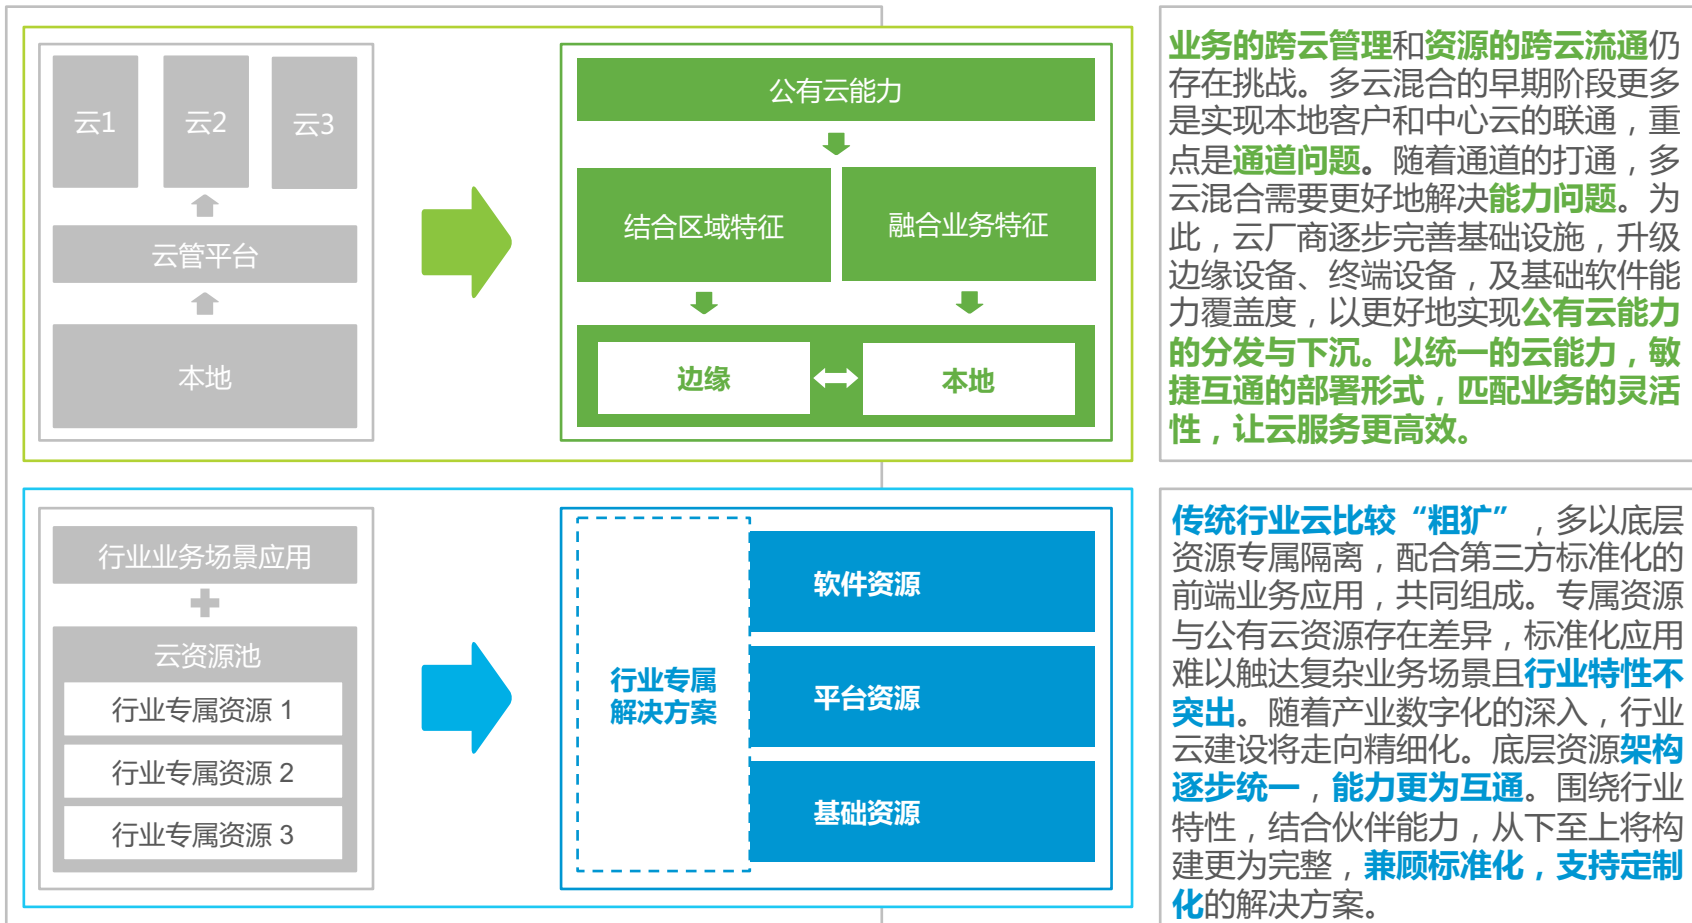 云1
云2
云3
云管平台
本地
公有云能力
结合区域特征
融合业务特征
边缘
本地
业务的跨云管理和资源的跨云流通仍
存在挑战。多云混合的早期阶段更多
是实现本地客户和中心云的联通，重
点是通道问题。随着通道的打通，多
云混合需要更好地解决能力问题。为
此，云厂商逐步完善基础设施，升级
边缘设备、终端设备，及基础软件能
力覆盖度，以更好地实现公有云能力
的分发与下沉。以统一的云能力，敏
捷互通的部署形式，匹配业务的灵活
性，让云服务更高效。
行业业务场景应用
云资源池
行业专属资源 1
行业专属资源 2
行业专属资源 3
行业专属
解决方案
软件资源
平台资源
基础资源
传统行业云比较“粗犷”，多以底层
资源专属隔离，配合第三方标准化的
前端业务应用，共同组成。专属资源
与公有云资源存在差异，标准化应用
难以触达复杂业务场景且行业特性不
突出。随着产业数字化的深入，行业
云建设将走向精细化。底层资源架构
逐步统一，能力更为互通。围绕行业
特性，结合伙伴能力，从下至上将构
建更为完整，兼顾标准化，支持定制
化的解决方案。